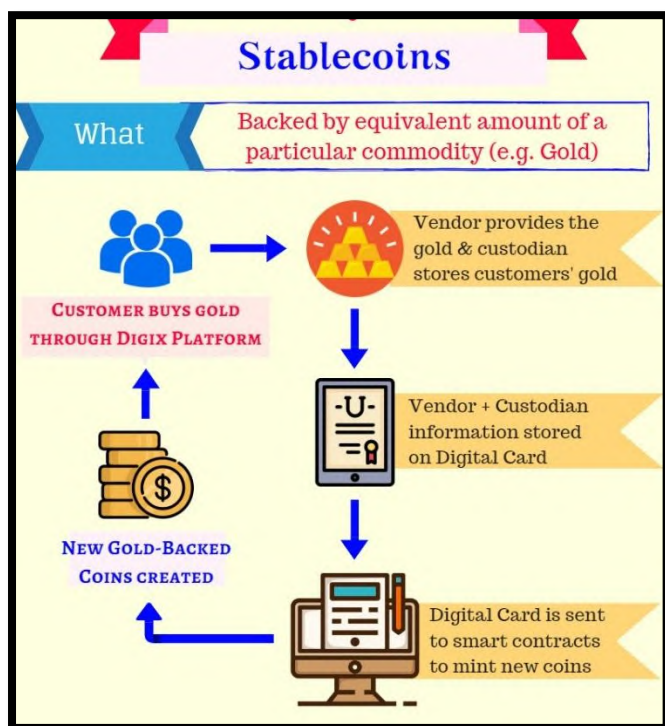 Stablecoins
What
Backed by equivalent amount of a
particular commodity (e.g. Gold)
CUSTOMER BUYS GOLD
THROUGH DIGIX PLATFORM
Vendor provides the
gold & custodian
stores customers' gold
-U-
Vendor + Custodian
information stored
on Digital Card
$
NEW GOLD-BACKED
COINS CREATED
Digital Card is sent
to smart contracts
to mint new coins